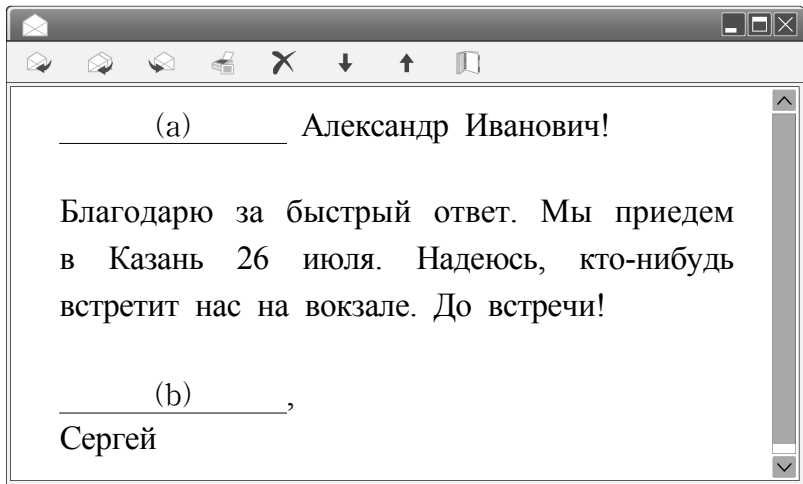 (a) Александр Иванович!
Благодарю за быстрый ответ. Мы приедем
в Казань 26 июля. Надеюсь, кто-нибудь
встретит нас на вокзале. До встречи!
(b),
Сергей